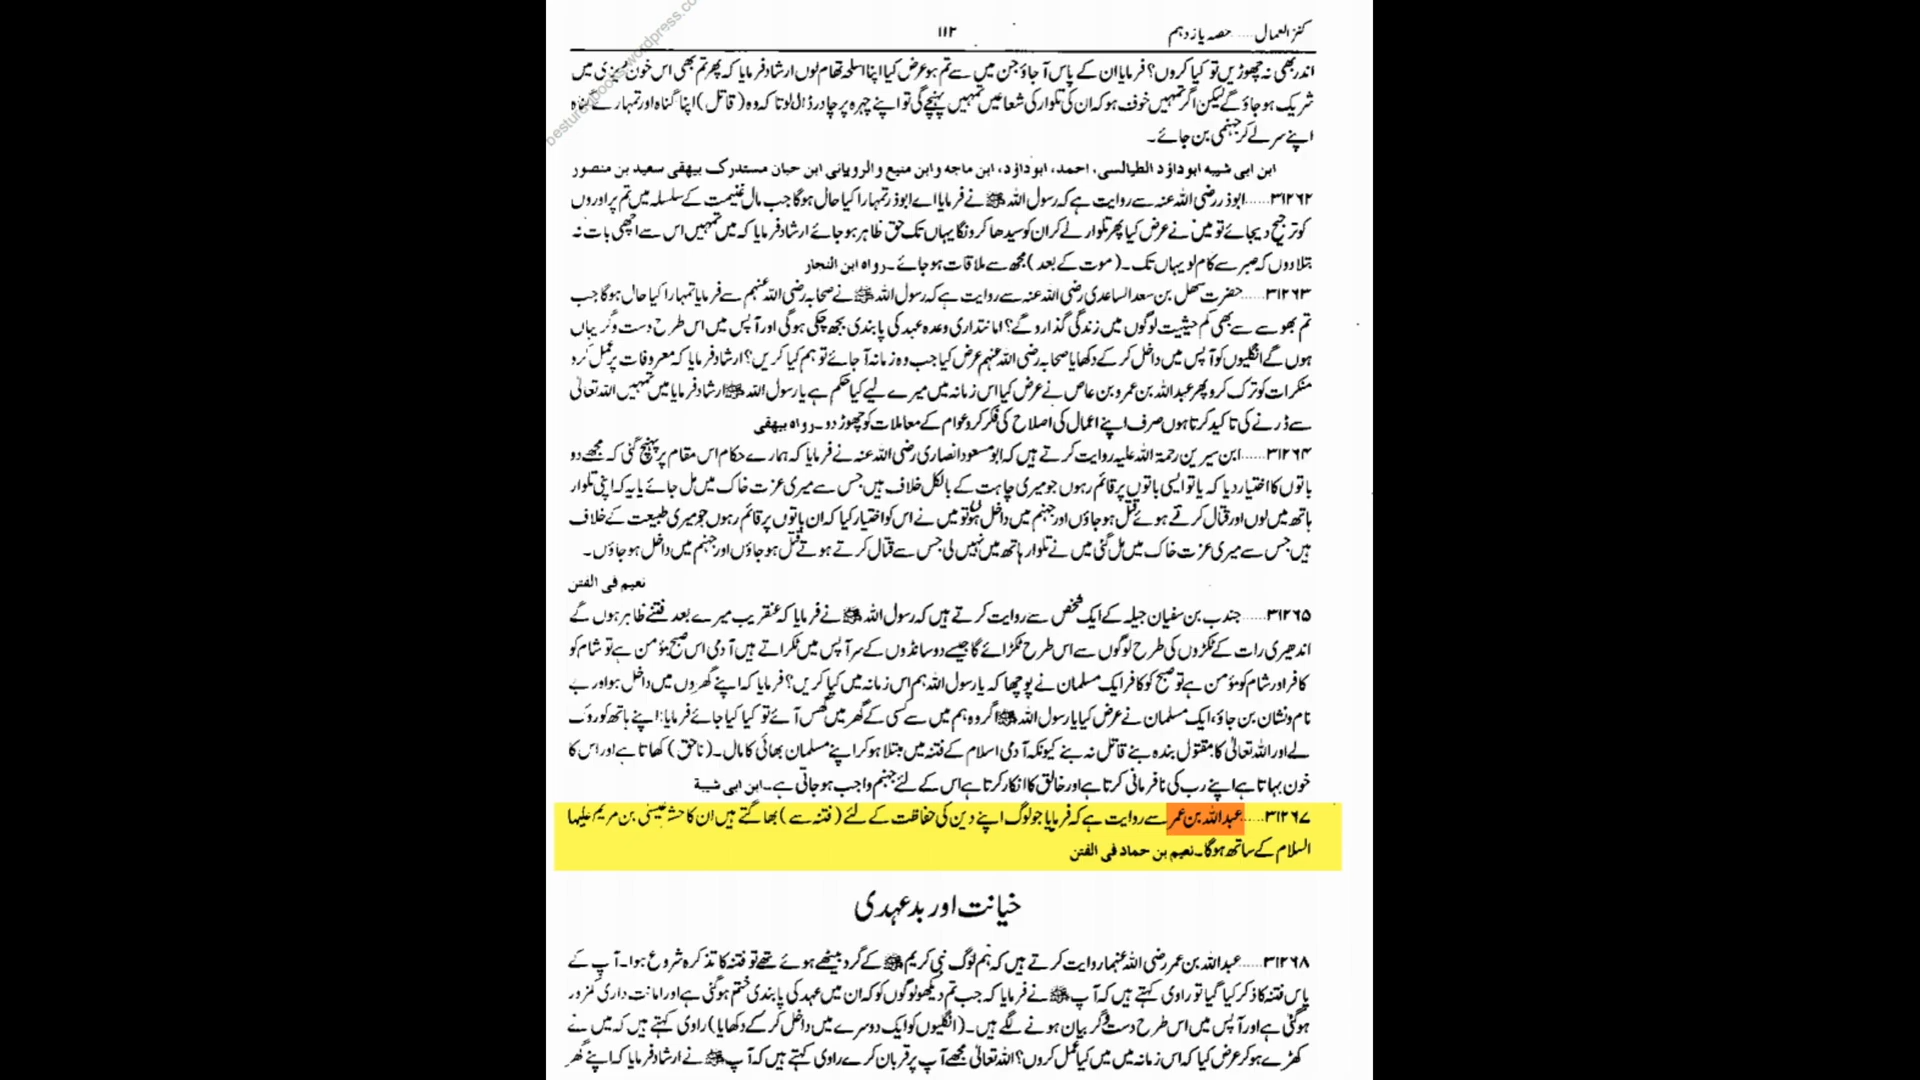 کنز العمال ..... حصہ یازدہم
۱۱۲
besturdubooks.wordpress.co
اندر بھی نہ چھوڑیں تو کیا کروں؟ فرمایا ان کے پاس آ جاؤ جن میں سے تم ہو عرض کیا اپنا اسلحہ تھام لوں ارشاد فرمایا کہ پھر تم بھی اس خون ریزی میں
شریک ہو جاؤ گے لیکن اگر تمہیں خوف ہو کہ ان کی تلوار کی شعاعیں تمہیں پہنچے گی تو اپنے چہرہ پر چادر ڈال لو تا کہ وہ (قاتل) اپنا گناہ اور تمہارے گناہ
اپنے سر لے کر جہنمی بن جائے۔
ابن ابی شیبه ابو داؤد الطیالسی، احمد، ابو داؤد، ابن ماجه وابن منیع والرویانی ابن حبان مستدرک بیهقی سعید بن منصور
۳۱۲۶۲.....ابوذر رضی اللہ عنہ سے روایت ہے کہ رسول اللہ ﷺ نے فرمایا اے ابوذر تمہارا کیا حال ہوگا جب مال غنیمت کے سلسلہ میں تم پر اوروں
کو ترجیح دیجائے تو میں نے عرض کیا پھر تلوار لے کر ان کو سیدھا کرونگا یہاں تک حق ظاہر ہو جائے ارشاد فرمایا کہ میں تمہیں اس سے اچھی بات نہ
بتلا دوں کہ صبر سے کام لو یہاں تک۔ (موت کے بعد) مجھ سے ملاقات ہو جائے۔ رواہ ابن النجار
۳۱۲۶۳.....حضرت سھل بن سعد الساعدی رضی اللہ عنہ سے روایت ہے کہ رسول اللہ ﷺ نے صحابہ رضی اللہ عنہم سے فرمایا تمہارا کیا حال ہوگا جب
تم بھوسے سے بھی کم حیثیت لوگوں میں زندگی گذارو گے؟ امانتداری وعدہ عہد کی پابندی بجھ چکی ہوگی اور آپس میں اس طرح دست و گریباں
ہوں گے انگلیوں کو آپس میں داخل کر کے دکھایا صحابہ رضی اللہ عنہم عرض کیا جب وہ زمانہ آ جائے تو ہم کیا کریں؟ ارشاد فرمایا کہ معروفات پر عمل کرو
منکرات کو ترک کرو پھر عبداللہ بن عمرو بن عاص نے عرض کیا اس زمانہ میں میرے لیے کیا حکم ہے یا رسول اللہ ﷺ ارشاد فرمایا میں تمہیں اللہ تعالیٰ
سے ڈرنے کی تاکید کرتا ہوں صرف اپنے اعمال کی اصلاح کی فکر کرو عوام کے معاملات کو چھوڑ دو۔ رواہ بیهقی
۳۱۲۶۴.....ابن سیرین رحمۃ اللہ علیہ روایت کرتے ہیں کہ ابو مسعود انصاری رضی اللہ عنہ نے فرمایا کہ ہمارے حکام اس مقام پر پہنچ گئی کہ مجھے دو
باتوں کا اختیار دیا کہ یا تو ایسی باتوں پر قائم رہوں جو میری چاہت کے بالکل خلاف ہیں جس سے میری عزت خاک میں مل جائے یا یہ کہ اپنی تلوار
ہاتھ میں لوں اور قتال کرتے ہوئے قتل ہو جاؤں اور جہنم میں داخل ہوں تو میں نے اس کو اختیار کیا کہ ان باتوں پر قائم رہوں جو میری طبیعت کے خلاف
ہیں جس سے میری عزت خاک میں مل گئی میں نے تلوار ہاتھ میں نہیں لی جس سے قتال کرتے ہوتے قتل ہو جاؤں اور جہنم میں داخل ہو جاؤں۔
نعیم فی الفتن
۳۱۲۶۵.....جندب بن سفیان جیلہ کے ایک شخص سے روایت کرتے ہیں کہ رسول اللہ ﷺ نے فرمایا کہ عنقریب میرے بعد فتنے ظاہر ہوں گے
اندھیری رات کے ٹکڑوں کی طرح لوگوں سے اس طرح ٹکڑائے گا جیسے دو سانڈوں کے سر آپس میں ٹکراتے ہیں آدمی اس صبح مؤمن ہے تو شام کو
کافر اور شام کو مؤمن ہے تو صبح کو کافر ایک مسلمان نے پوچھا کہ یا رسول اللہ ہم اس زمانہ میں کیا کریں؟ فرمایا کہ اپنے گھروں میں داخل ہو اور بے
نام و نشان بن جاؤ، ایک مسلمان نے عرض کیا یا رسول اللہ ﷺ اگر وہ ہم میں سے کسی کے گھر میں گھس آئے تو کیا کیا جائے فرمایا: اپنے ہاتھ کو روک
لے اور اللہ تعالیٰ کا مقتول بندہ بنے قاتل نہ بنے کیونکہ آدمی اسلام کے فتنہ میں مبتلا ہو کر اپنے مسلمان بھائی کا مال۔ (ناحق) کھاتا ہے اور اس کا
خون بہاتا ہے اپنے رب کی نافرمانی کرتا ہے اور خالق کا انکار کرتا ہے اس کے لئے جہنم واجب ہو جاتی ہے۔ ابن ابی شیبة
۳۱۲۶۷.....عبداللہ بن عمر سے روایت ہے کہ فرمایا جو لوگ اپنے دین کی حفاظت کے لئے (فتنہ سے) بھاگتے ہیں ان کا حشر عیسیٰ بن مریم علیہا
السلام کے ساتھ ہوگا۔ نعیم بن حماد فی الفتن
خیانت اور بدعہدی
۳۱۲۶۸.....عبداللہ بن عمر رضی اللہ عنہما روایت کرتے ہیں کہ ہم لوگ نبی کریم ﷺ کے گرد بیٹھے ہوئے تھے تو فتنہ کا تذکرہ شروع ہوا۔ آپ کے
پاس فتنہ کا ذکر کیا گیا تو راوی کہتے ہیں کہ آپ ﷺ نے فرمایا کہ جب تم دیکھو لوگوں کو کہ ان میں عہد کی پابندی ختم ہوگئی ہے اور امانت داری کمزور
ہوگئی ہے اور آپس میں اس طرح دست و گربیان ہونے لگے ہیں۔ (انگلیوں کو ایک دوسرے میں داخل کر کے دکھایا) راوی کہتے ہیں کہ میں نے
کھڑے ہو کر عرض کیا کہ اس زمانہ میں میں کیا عمل کروں؟ اللہ تعالیٰ مجھے آپ پر قربان کرے راوی کہتے ہیں کہ آپ ﷺ نے ارشاد فرمایا کہ اپنے گھر